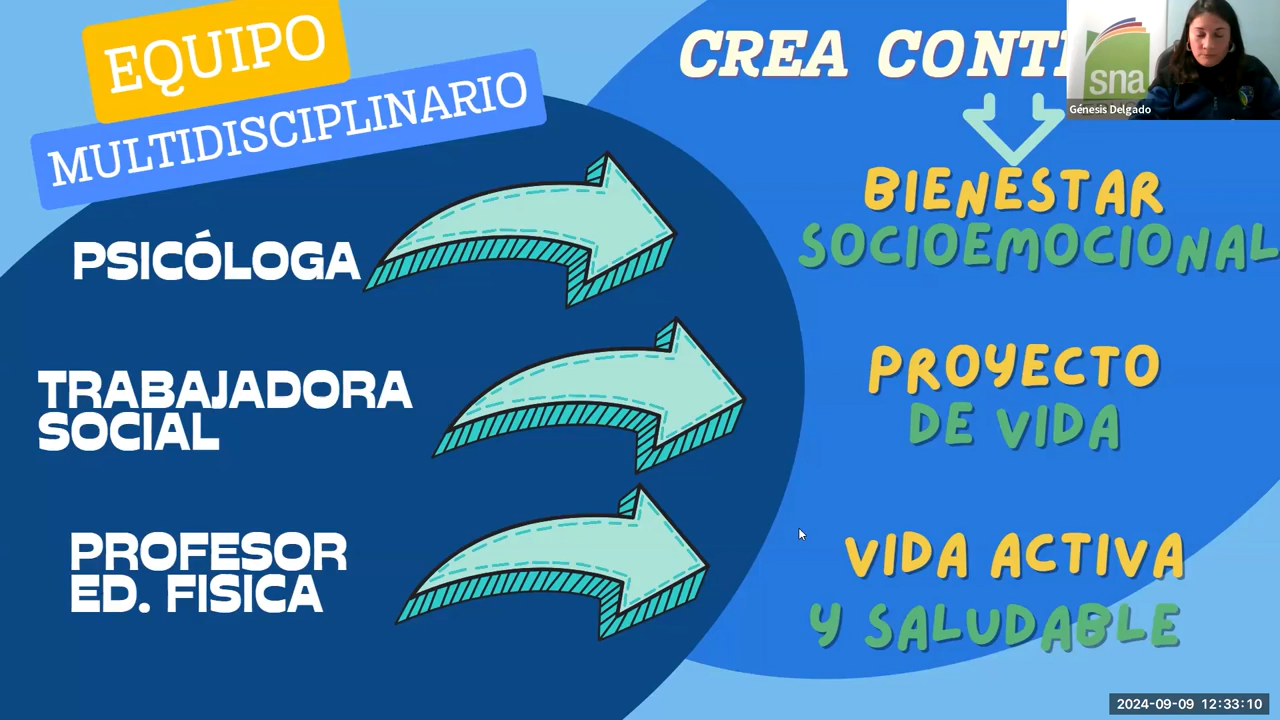 EQUIPO
MULTIDISCIPLINARIO
PSICÓLOGA
TRABAJADORA
SOCIAL
PROFESOR
ED. FISICA
CREA
BIENESTAR
SOCIOEMOCIONAL
PROYECTO
DE VIDA
VIDA ACTIVA
Y SALUDABLE
sna
Génesis Delgado
2024-09-09 12:33:10